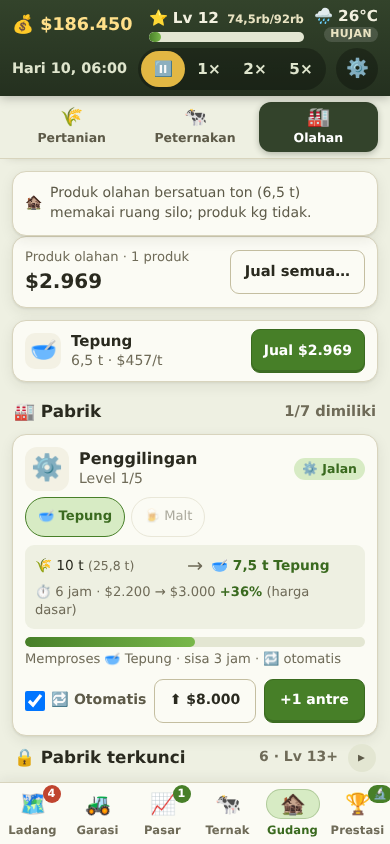 $186.450
Lv 12 74,5rb/92rb
26°C
HUJAN
Hari 10, 06:00
1× 2× 5×
Pertanian Peternakan Olahan
Produk olahan bersatuan ton (6,5 t)
memakai ruang silo; produk kg tidak.
Produk olahan · 1 produk
$2.969
Jual semua…
Tepung
6,5 t · $457/t
Jual $2.969
Pabrik 1/7 dimiliki
Penggilingan
Level 1/5
Jalan
Tepung Malt
10 t (25,8 t) → 7,5 t Tepung
6 jam · $2.200 → $3.000 +36% (harga
dasar)
Memproses Tepung · sisa 3 jam · otomatis
Otomatis ⬆ $8.000 +1 antre
Pabrik terkunci 6 · Lv 13+ ▸
4 1
Ladang Garasi Pasar Ternak Gudang Prestasi